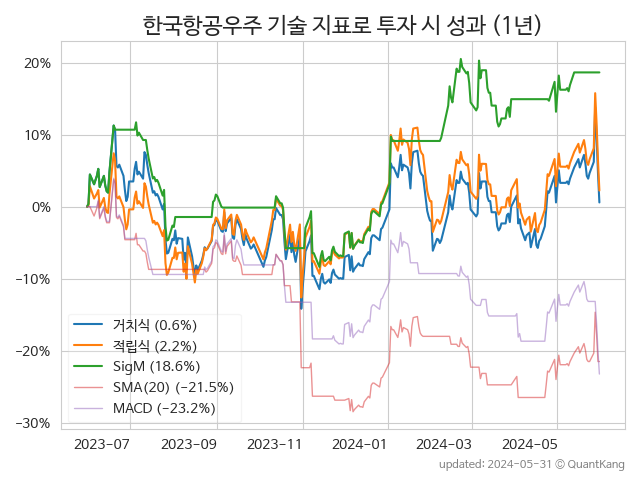 한국항공우주 기술 지표로 투자 시 성과 (1년)
20%
10%
0%
−10%
−20%
−30%
거치식 (0.6%)
적립식 (2.2%)
SigM (18.6%)
SMA(20) (−21.5%)
MACD (−23.2%)
2023-07 2023-09 2023-11 2024-01 2024-03 2024-05
updated: 2024-05-31 © QuantKang